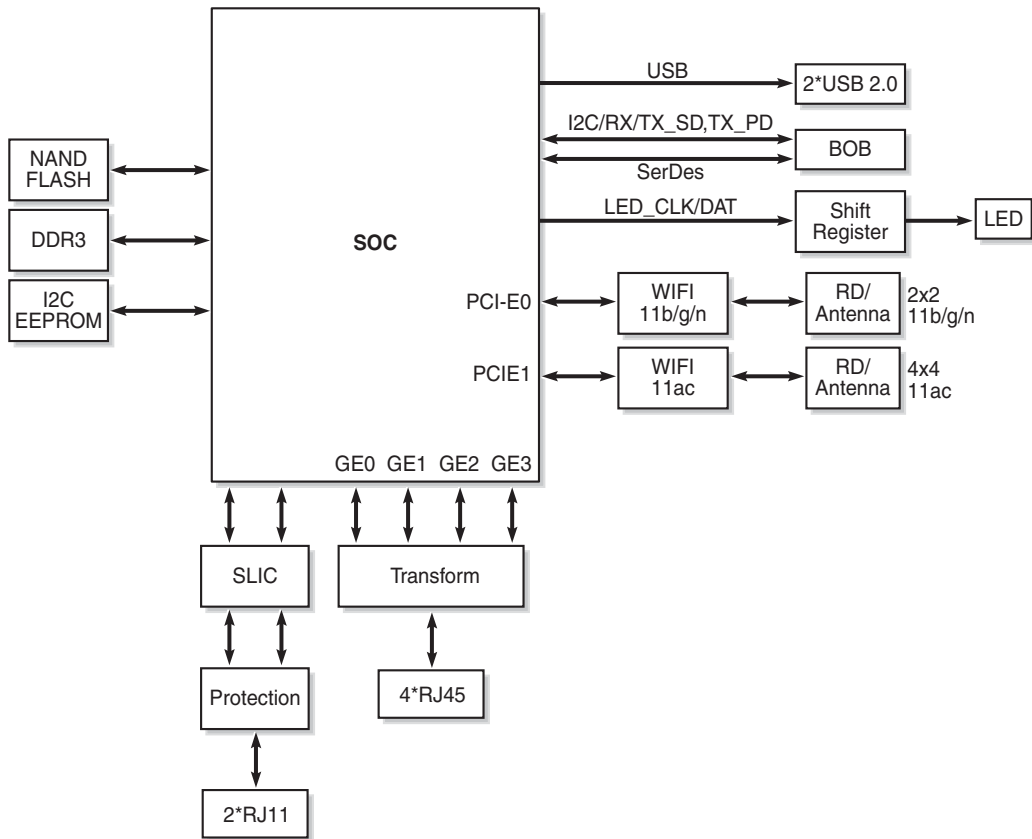 USB
2*USB 2.0
I2C/RX/TX_SD,TX_PD
BOB
SerDes
NAND
FLASH
LED_CLK/DAT
Shift
Register
LED
DDR3
SOC
I2C
EEPROM
PCI-E0
WIFI
11b/g/n
RD/
Antenna
2x2
11b/g/n
PCIE1
WIFI
11ac
RD/
Antenna
4x4
11ac
GE0 GE1 GE2 GE3
SLIC
Transform
Protection
4*RJ45
2*RJ11